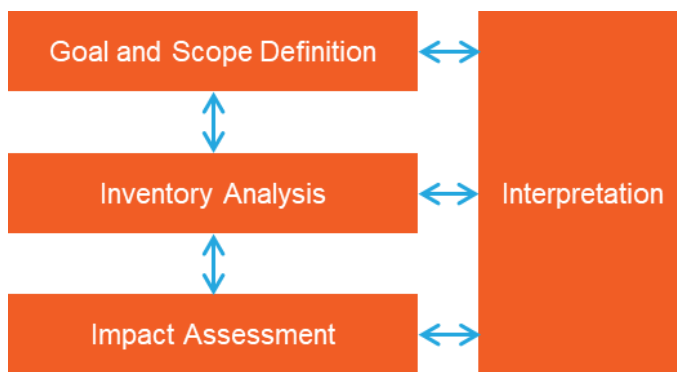 Goal and Scope Definition
Inventory Analysis
Interpretation
Impact Assessment